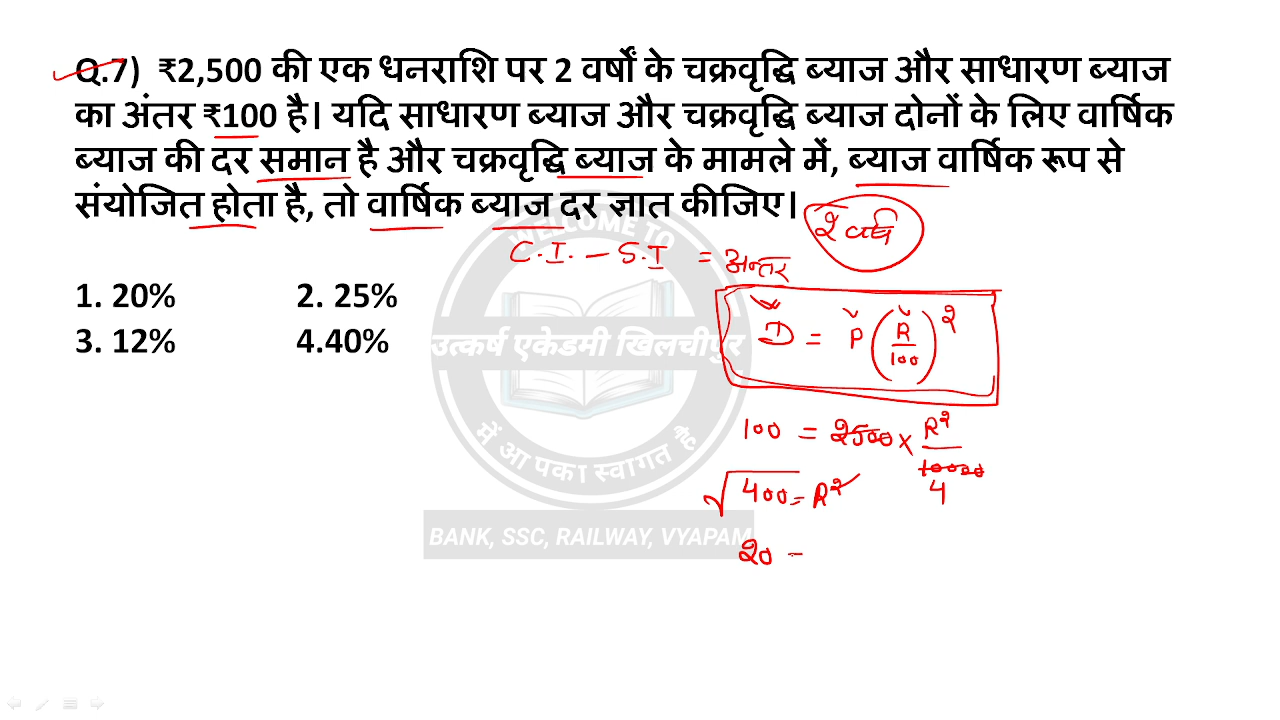 Q.7) ₹2,500 की एक धनराशि पर 2 वर्षों के चक्रवृद्धि ब्याज और साधारण ब्याज
का अंतर ₹100 है। यदि साधारण ब्याज और चक्रवृद्धि ब्याज दोनों के लिए वार्षिक
ब्याज की दर समान है और चक्रवृद्धि ब्याज के मामले में, ब्याज वार्षिक रूप से
संयोजित होता है, तो वार्षिक ब्याज दर ज्ञात कीजिए।
२ वर्ष
WELCOME TO
C.I. – S.I = अन्तर
1. 20% 2. 25%
3. 12% 4.40%
उत्कर्ष एकेडमी खिलचीपुर
D = P (R/100)²
में आपका स्वागत है
100 = 2500 × R²/10000
4
√400 = R²
BANK, SSC, RAILWAY, VYAPAM
20 =